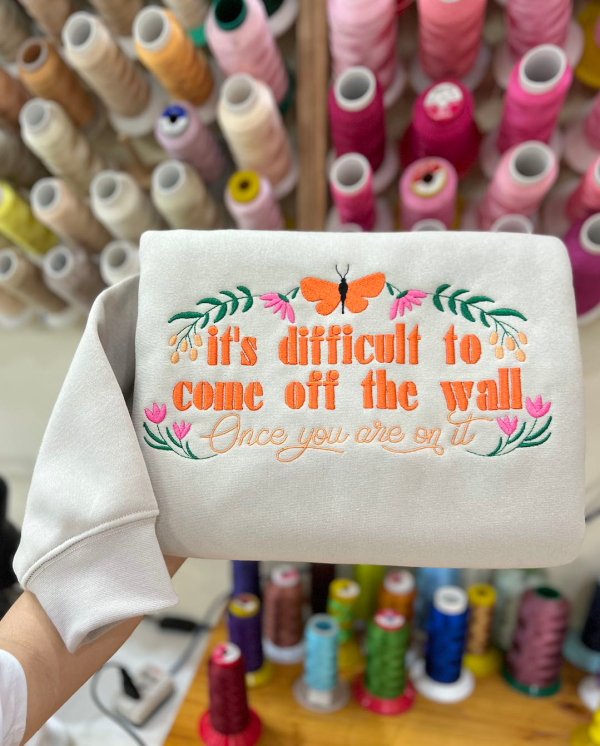 it's difficult to
come off the wall
Once you are on it